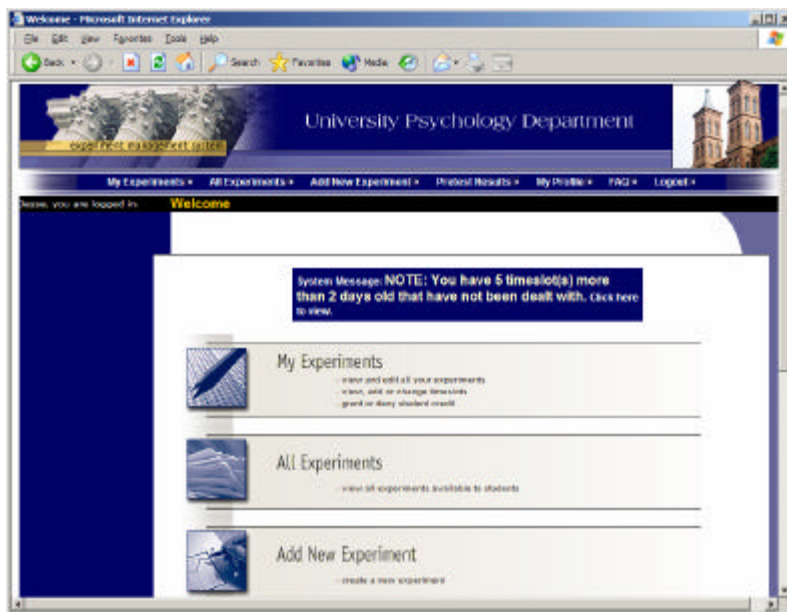 Welcome - Microsoft Internet Explorer
File Edit View Favorites Tools Help
Back Search Favorites Media
University Psychology Department
experiment management system
My Experiments All Experiments Add New Experiment Pretest Results My Profile FAQ Logout
you are logged in. Welcome
System Message: NOTE: You have 5 timeslot(s) more
than 2 days old that have not been dealt with. Click here
to view.
My Experiments
- view and edit all your experiments
- view, add or change timeslots
- grant or deny student credit
All Experiments
- view all experiments available to students
Add New Experiment
- create a new experiment